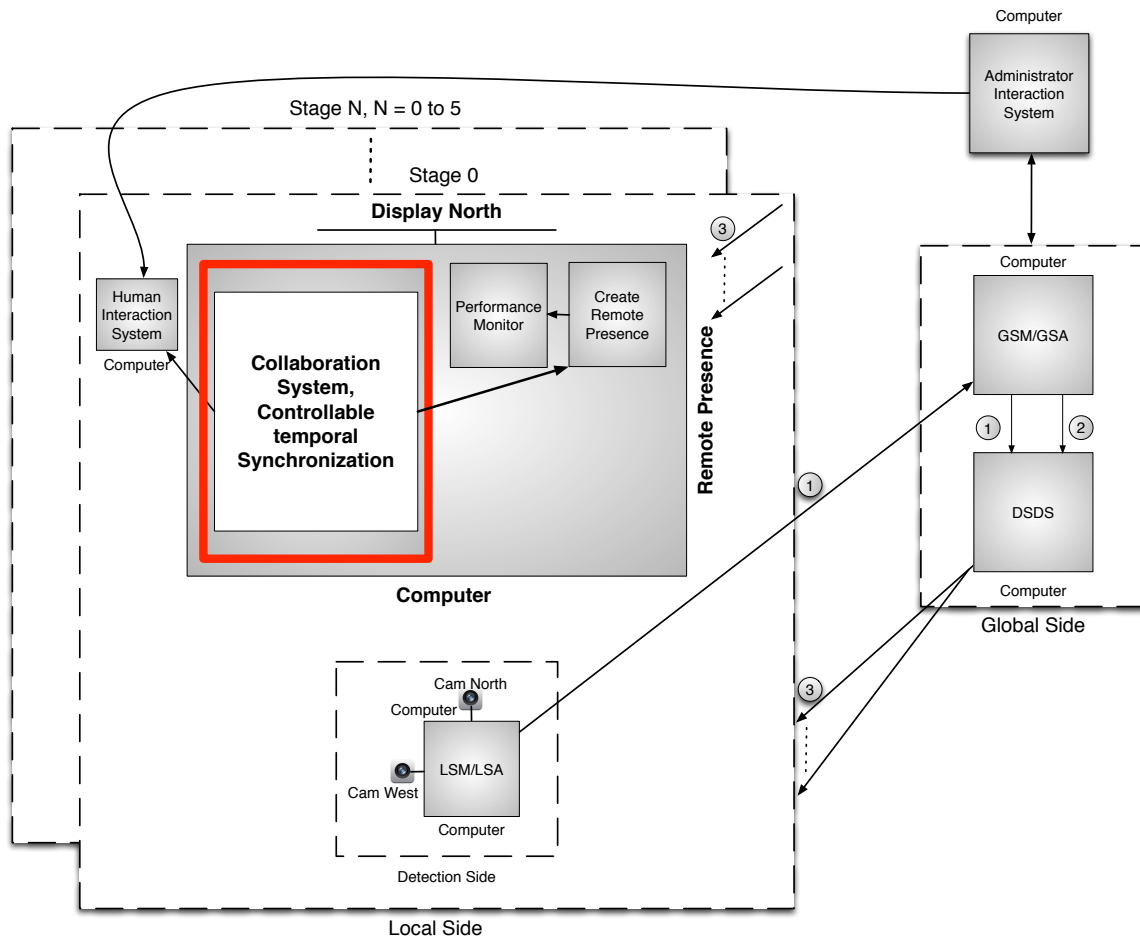 Computer
Administrator
Interaction
System
Stage N, N = 0 to 5
Stage 0
Display North
3
Human
Interaction
System
Computer
Performance
Monitor
Create
Remote
Presence
Collaboration
System,
Controllable
temporal
Synchronization
Remote Presence
Computer
Computer
GSM/GSA
1
2
DSDS
Computer
Global Side
1
3
Cam North
Computer
LSM/LSA
Cam West
Computer
Detection Side
Local Side